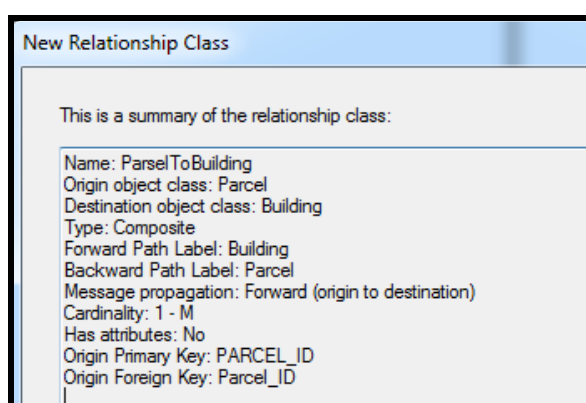 New Relationship Class
This is a summary of the relationship class:
Name: ParselToBuilding
Origin object class: Parcel
Destination object class: Building
Type: Composite
Forward Path Label: Building
Backward Path Label: Parcel
Message propagation: Forward (origin to destination)
Cardinality: 1 - M
Has attributes: No
Origin Primary Key: PARCEL_ID
Origin Foreign Key: Parcel_ID